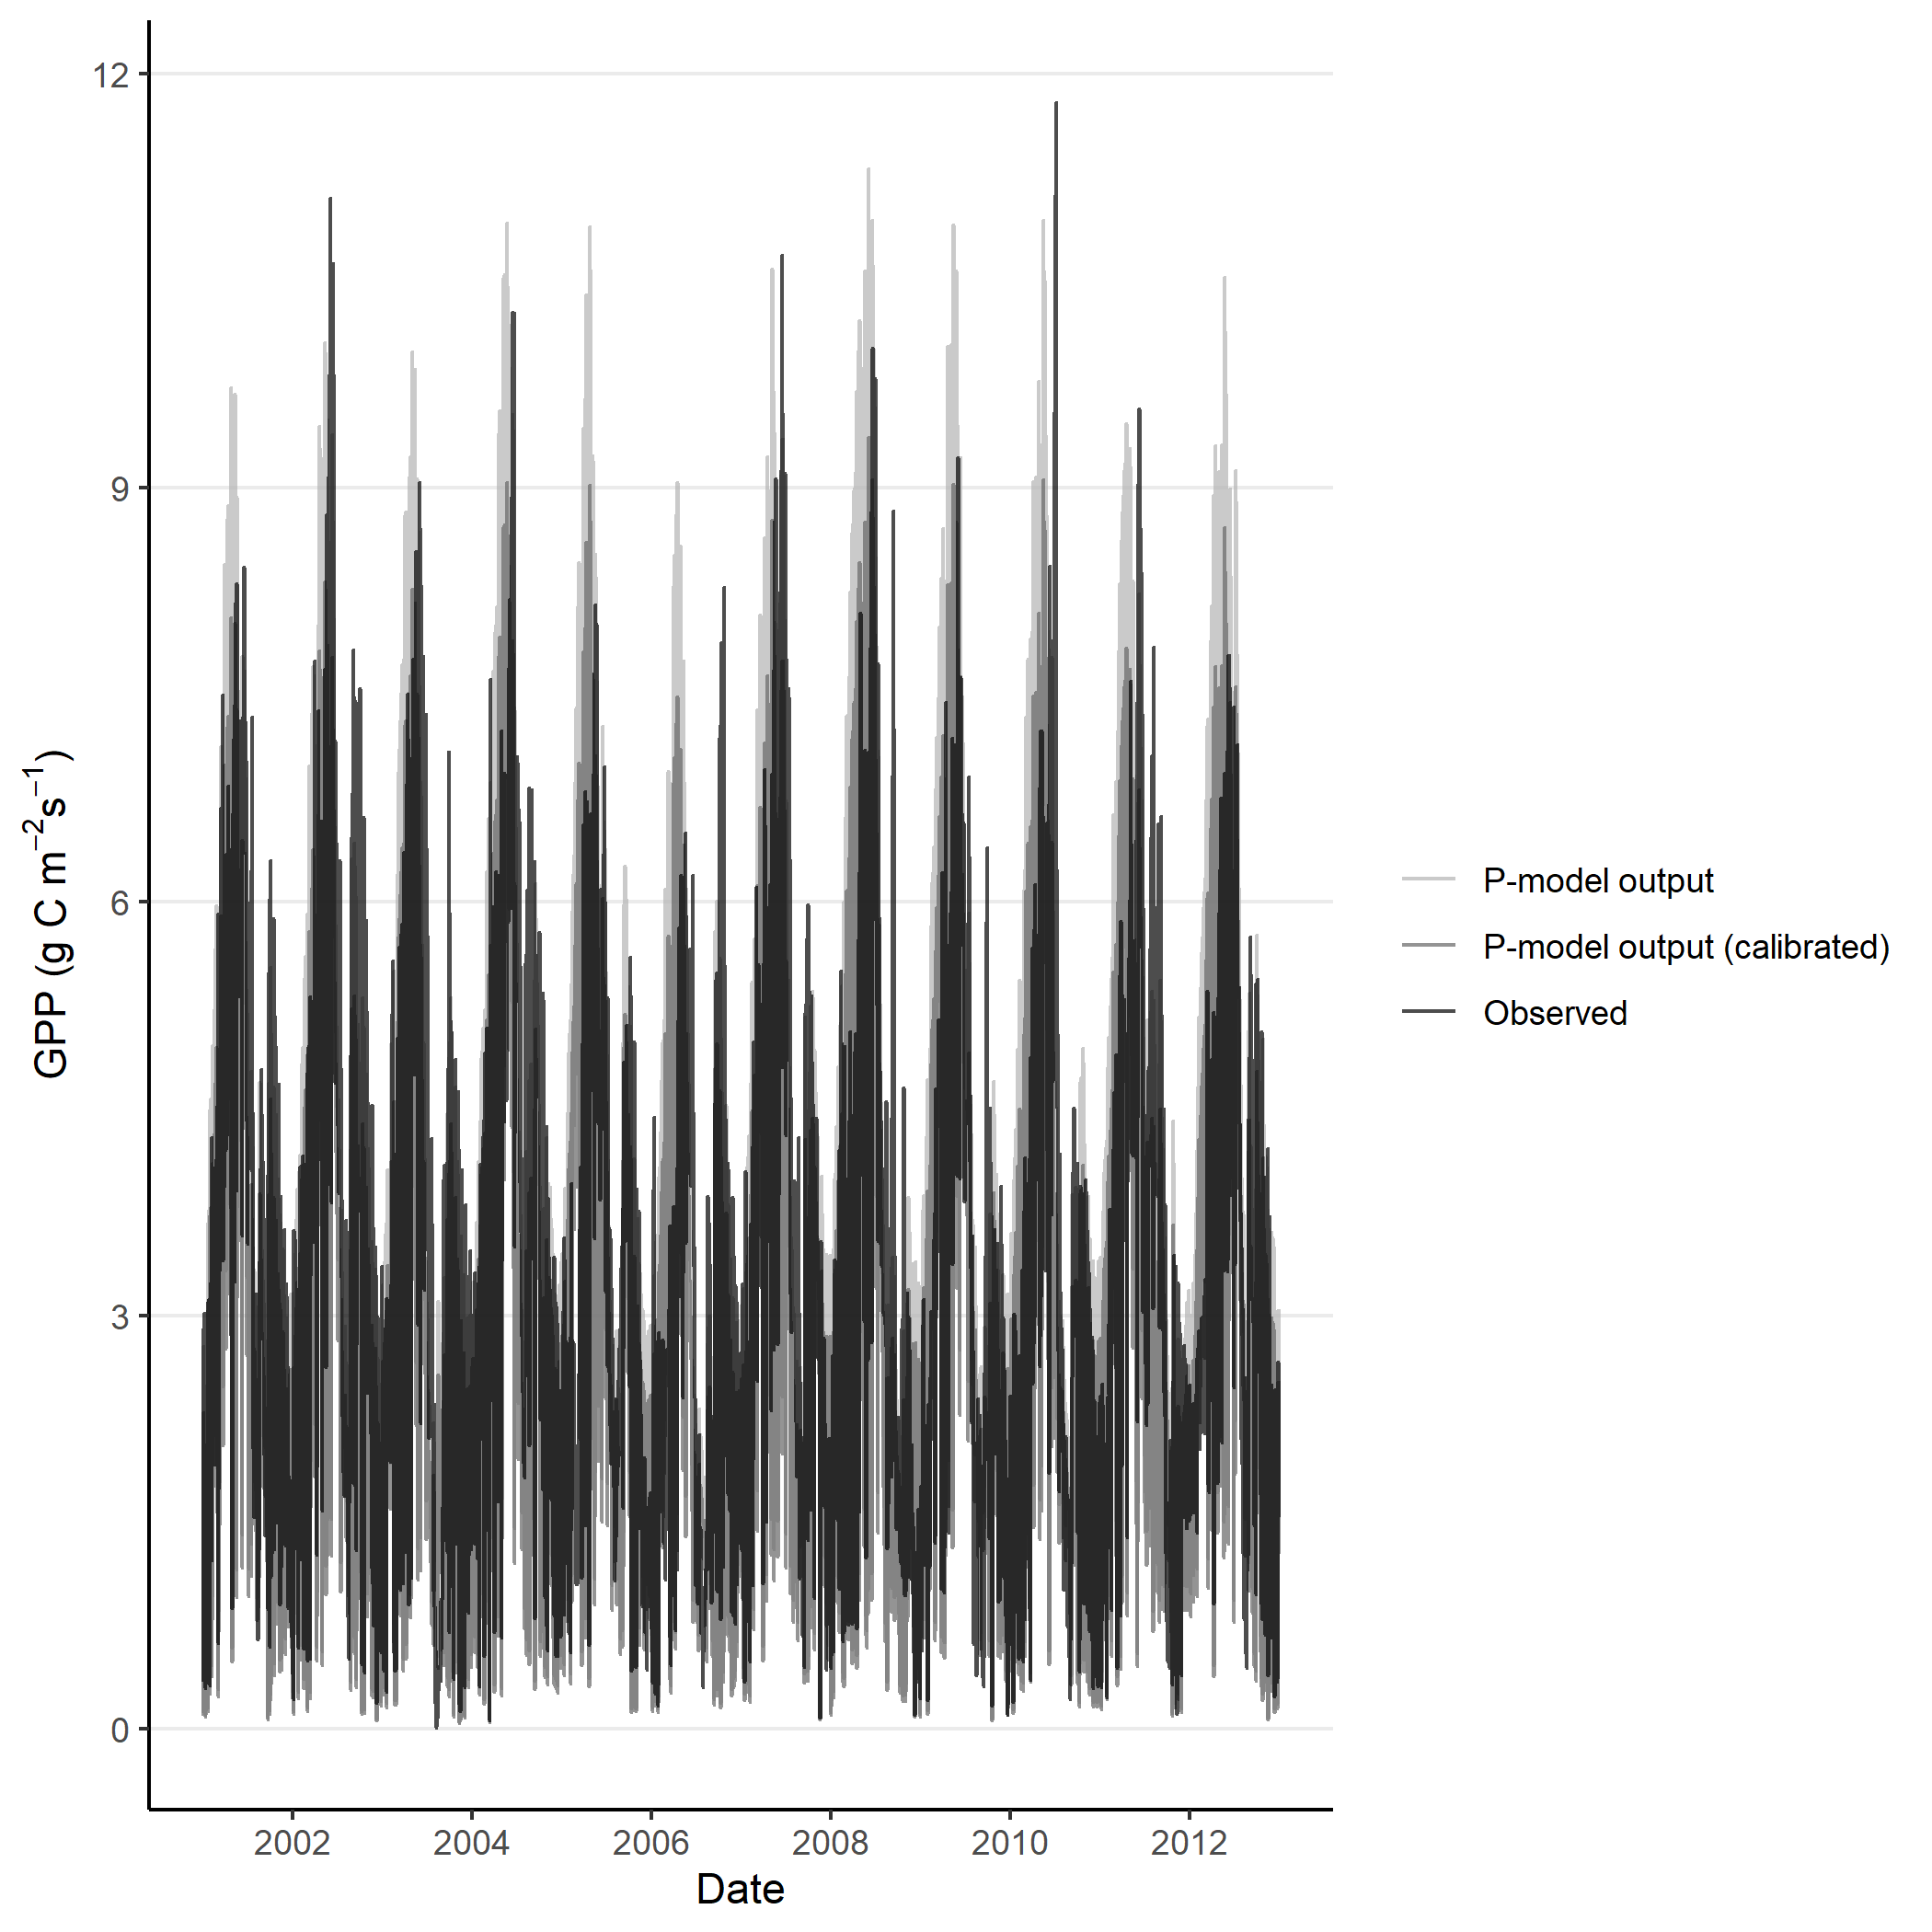 12
9
6
3
0
GPP (g C m⁻²s⁻¹)
2002 2004 2006 2008 2010 2012
Date
P-model output
P-model output (calibrated)
Observed